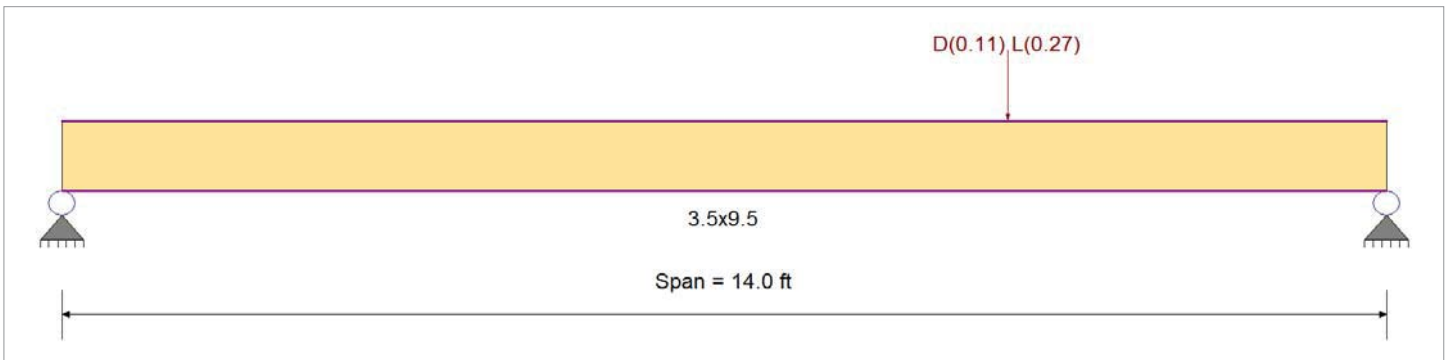 D(0.11) L(0.27)
3.5x9.5
Span = 14.0 ft